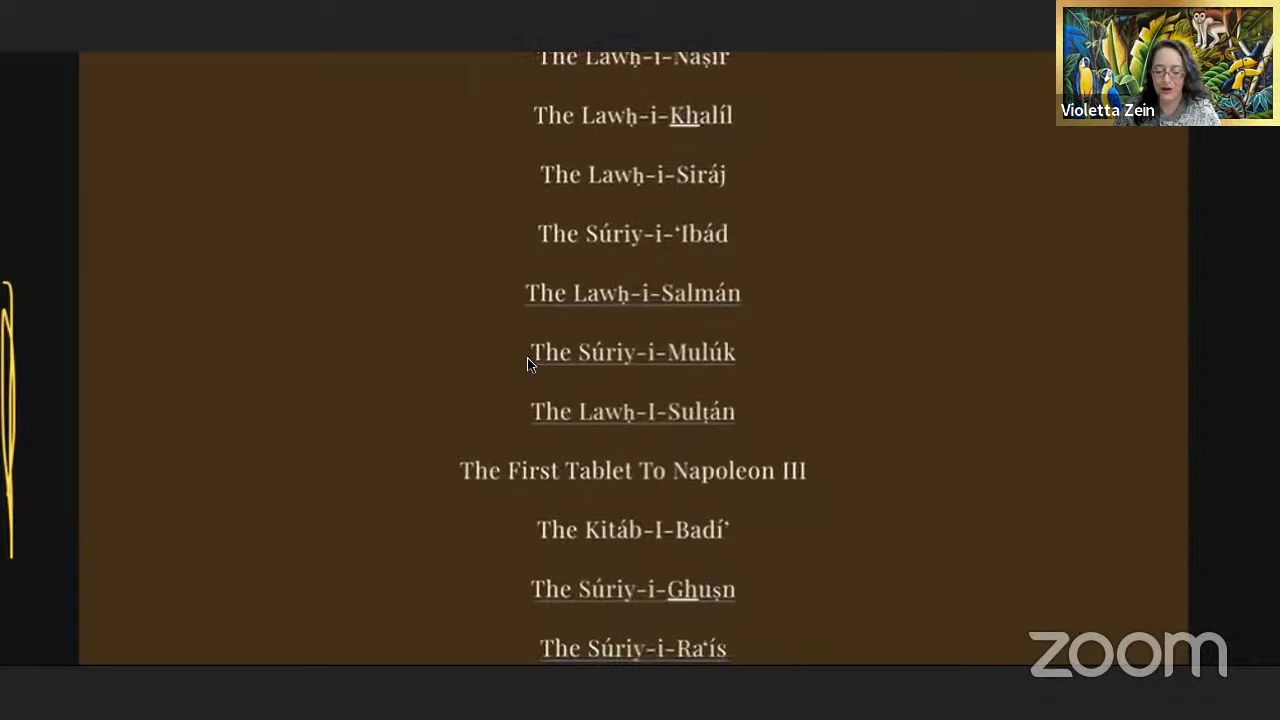 The Lawḥ-i-Naṣír
The Lawḥ-i-Khalíl
The Lawḥ-i-Siráj
The Súriy-i-‘Ibád
The Lawḥ-i-Salmán
The Súriy-i-Mulúk
The Lawḥ-I-Sulṭán
The First Tablet To Napoleon III
The Kitáb-I-Badí‘
The Súriy-i-Ghuṣn
The Súriy-i-Ra‘ís
Violetta Zein
zoom